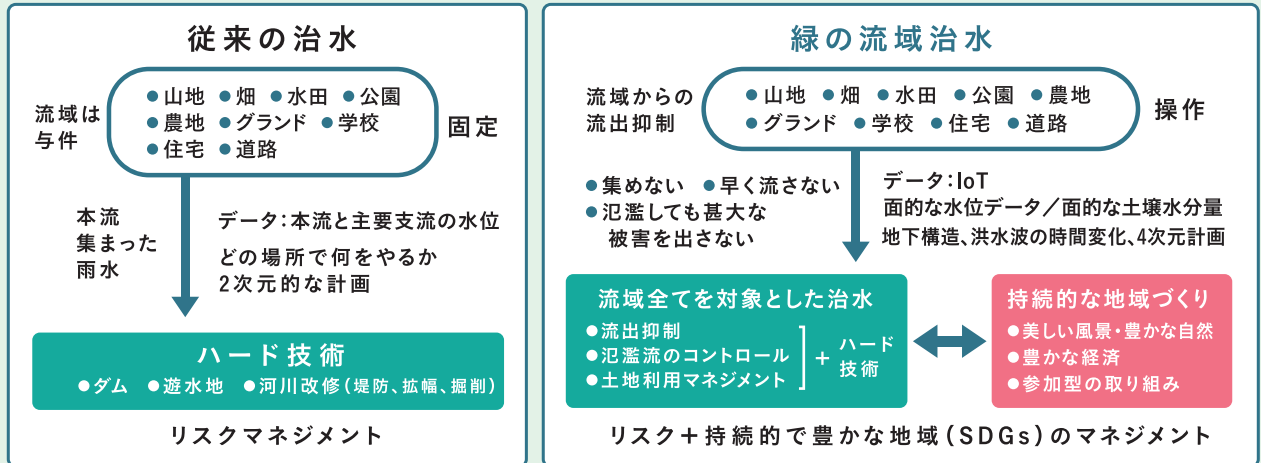 従来の治水
流域は
与件
●山地 ●畑 ●水田 ●公園
●農地 ●グランド ●学校
●住宅 ●道路
固定
本流
集まった
雨水
データ:本流と主要支流の水位
どの場所で何をやるか
2次元的な計画
ハード技術
●ダム ●遊水地 ●河川改修(堤防、拡幅、掘削)
リスクマネジメント
緑の流域治水
流域からの
流出抑制
●山地 ●畑 ●水田 ●公園 ●農地
●グランド ●学校 ●住宅 ●道路
操作
●集めない ●早く流さない
●氾濫しても甚大な
被害を出さない
データ:IoT
面的な水位データ/面的な土壌水分量
地下構造、洪水波の時間変化、4次元計画
流域全てを対象とした治水
●流出抑制
●氾濫流のコントロール
●土地利用マネジメント
+ ハード
技術
持続的な地域づくり
●美しい風景・豊かな自然
●豊かな経済
●参加型の取り組み
リスク+持続的で豊かな地域(SDGs)のマネジメント